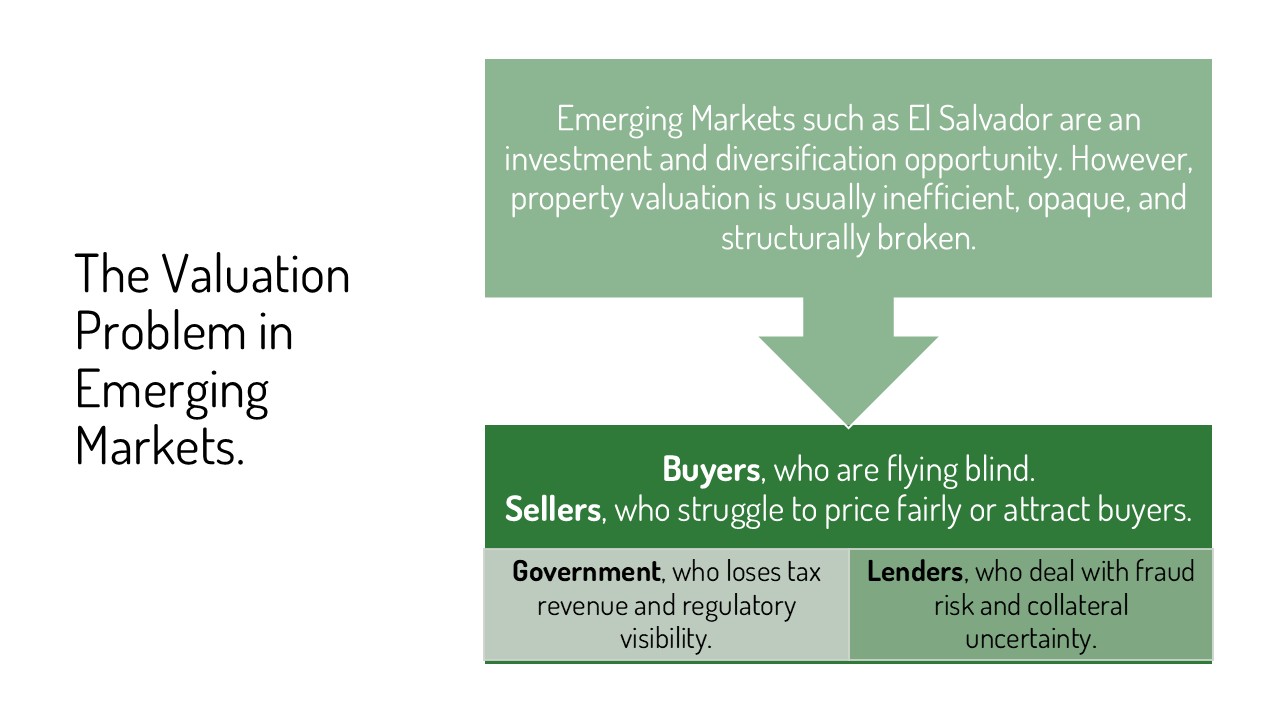 The Valuation
Problem in
Emerging
Markets.
Emerging Markets such as El Salvador are an
investment and diversification opportunity. However,
property valuation is usually inefficient, opaque, and
structurally broken.
Buyers, who are flying blind.
Sellers, who struggle to price fairly or attract buyers.
Government, who loses tax
revenue and regulatory
visibility.
Lenders, who deal with fraud
risk and collateral
uncertainty.